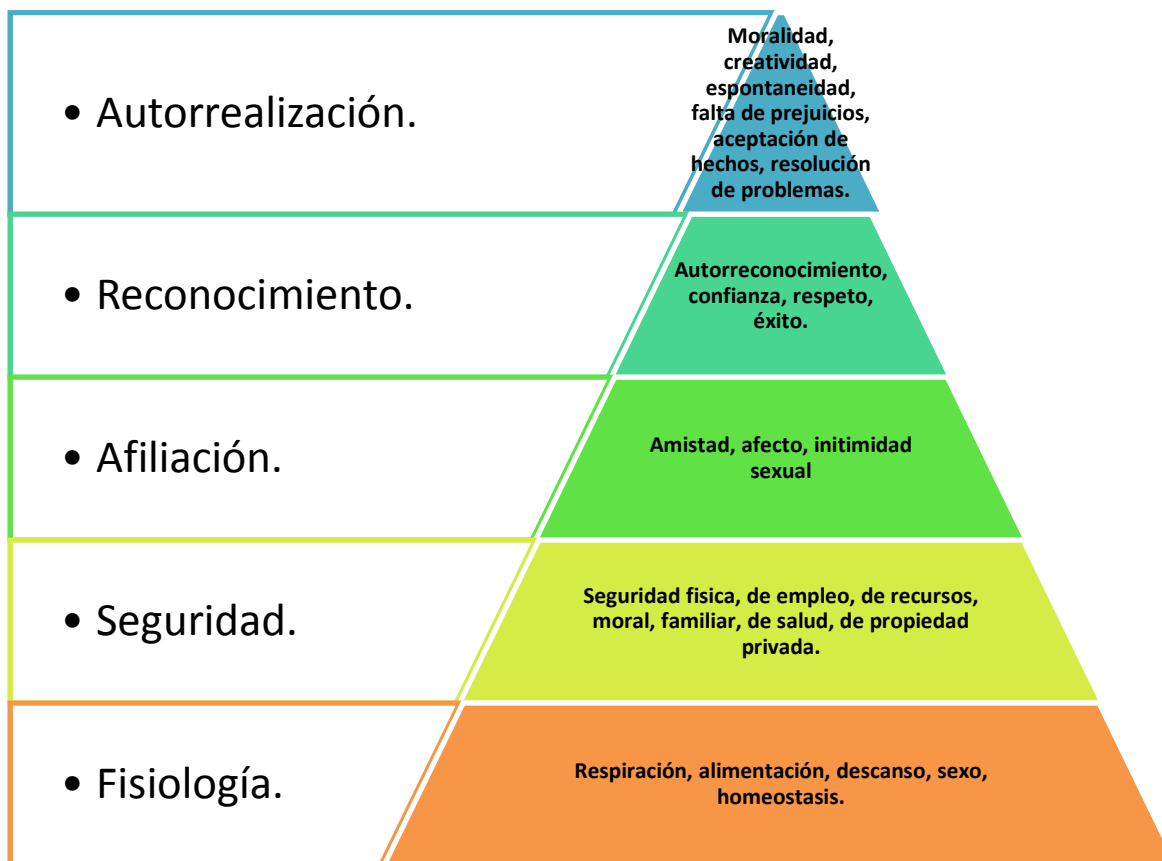 • Autorrealización.
Moralidad,
creatividad,
espontaneidad,
falta de prejuicios,
aceptación de
hechos, resolución
de problemas.
• Reconocimiento.
Autorreconocimiento,
confianza, respeto,
éxito.
• Afiliación.
Amistad, afecto, initimidad
sexual
• Seguridad.
Seguridad fisica, de empleo, de recursos,
moral, familiar, de salud, de propiedad
privada.
• Fisiología.
Respiración, alimentación, descanso, sexo,
homeostasis.